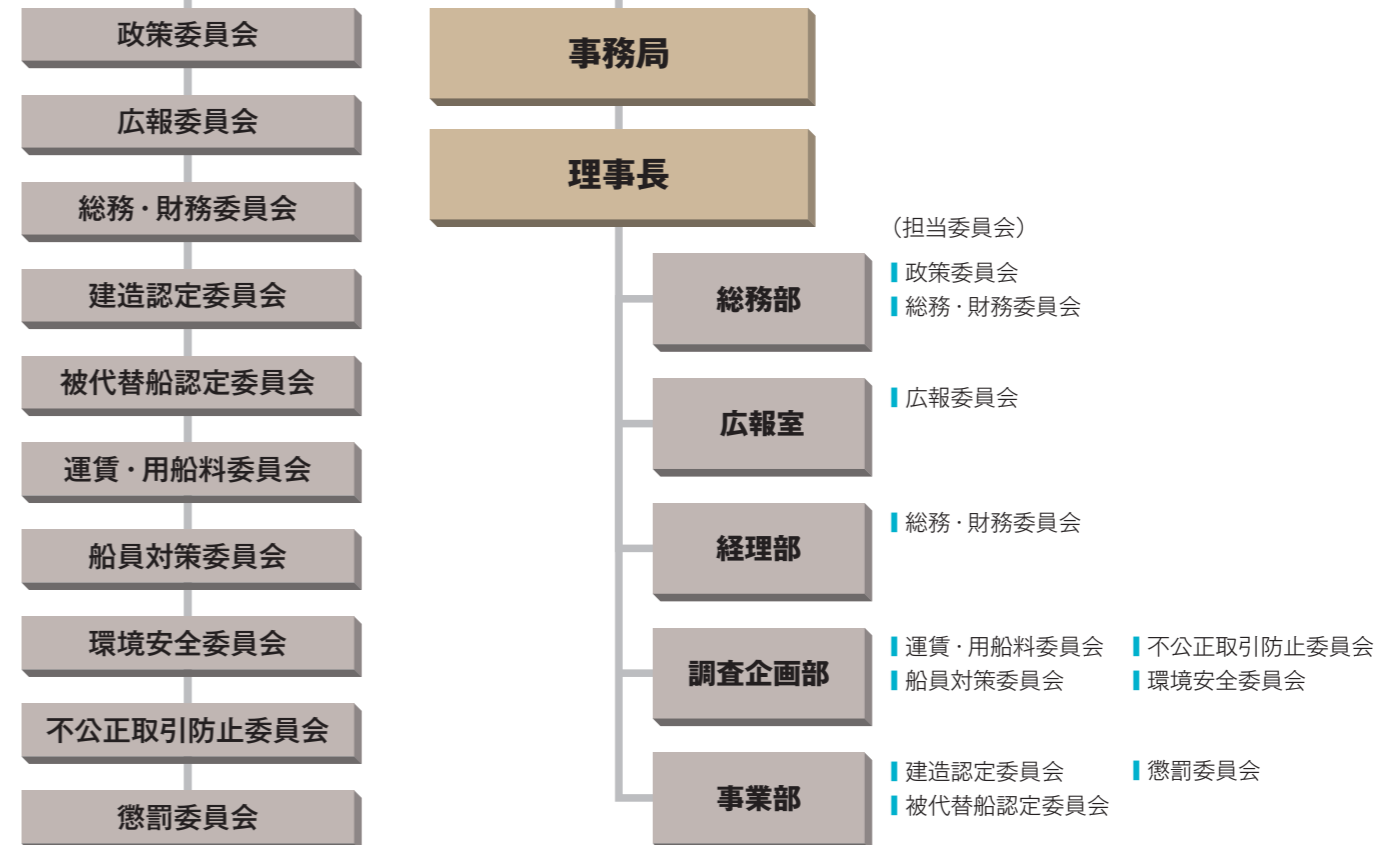 政策委員会
広報委員会
総務・財務委員会
建造認定委員会
被代替船認定委員会
運賃・用船料委員会
船員対策委員会
環境安全委員会
不公正取引防止委員会
懲罰委員会
事務局
理事長
（担当委員会）
総務部
政策委員会
総務・財務委員会
広報室
広報委員会
経理部
総務・財務委員会
調査企画部
運賃・用船料委員会
船員対策委員会
不公正取引防止委員会
環境安全委員会
事業部
建造認定委員会
被代替船認定委員会
懲罰委員会